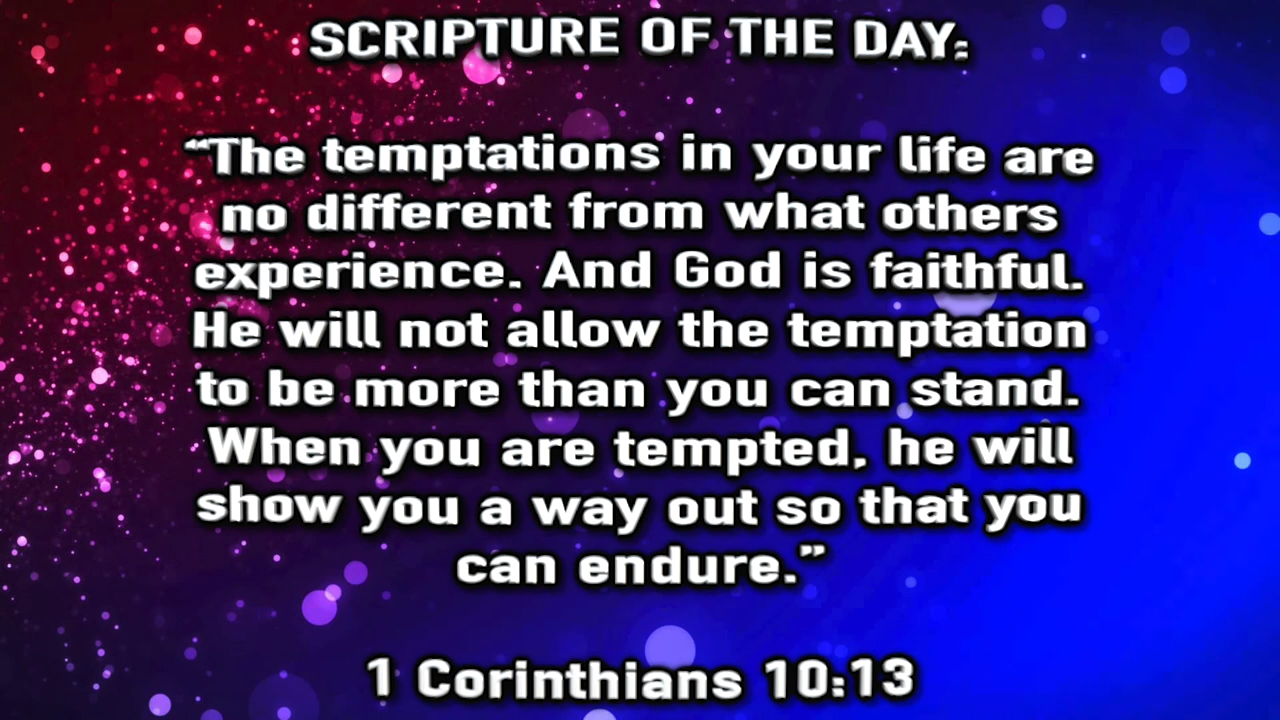 SCRIPTURE OF THE DAY:
“The temptations in your life are
no different from what others
experience. And God is faithful.
He will not allow the temptation
to be more than you can stand.
When you are tempted, he will
show you a way out so that you
can endure.”
1 Corinthians 10:13